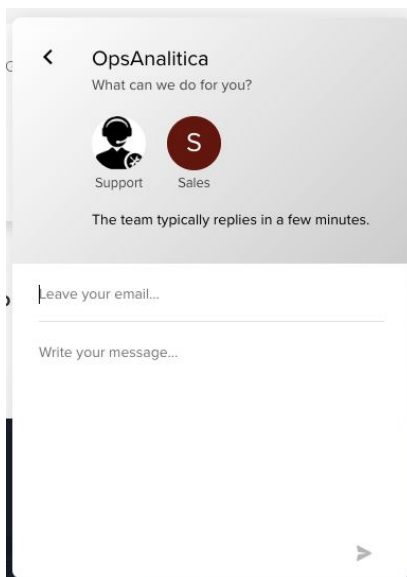 OpsAnalitica
What can we do for you?
S
Support
Sales
The team typically replies in a few minutes.
Leave your email...
Write your message...